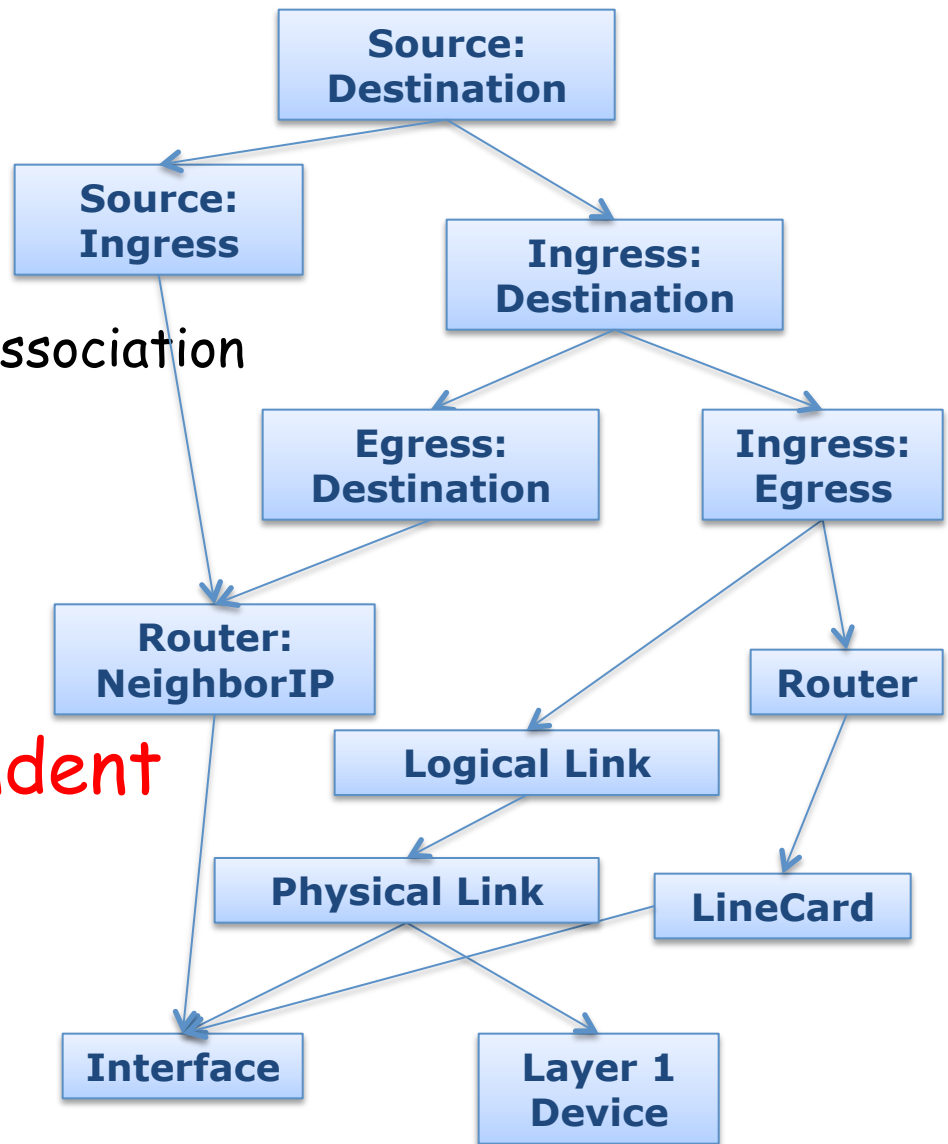 Source:
Destination
Source:
Ingress
Ingress:
Destination
ssociation
Egress:
Destination
Ingress:
Egress
Router:
NeighborIP
Router
dent
Logical Link
Physical Link
LineCard
Interface
Layer 1
Device